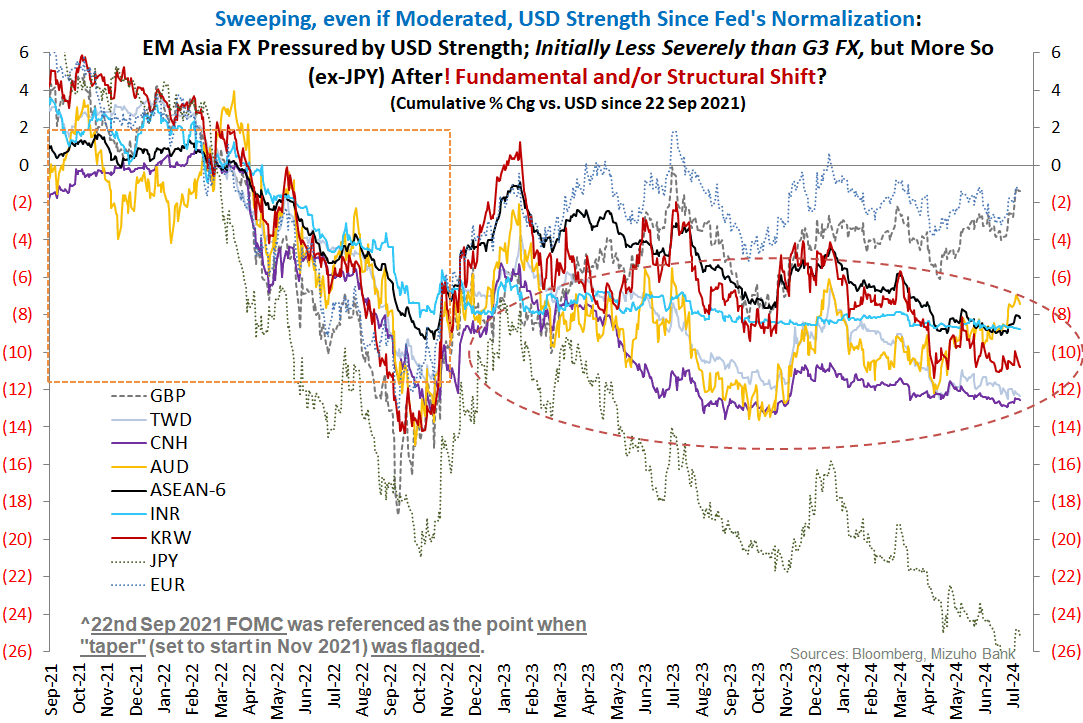 Sweeping, even if Moderated, USD Strength Since Fed's Normalization:
EM Asia FX Pressured by USD Strength; Initially Less Severely than G3 FX, but More So
(ex-JPY) After! Fundamental and/or Structural Shift?
(Cumulative % Chg vs. USD since 22 Sep 2021)
6 6
4 4
2 2
0 0
(2) (2)
(4) (4)
(6) (6)
(8) (8)
(10) (10)
(12) (12)
(14) (14)
(16) (16)
(18) (18)
(20) (20)
(22) (22)
(24) (24)
(26) (26)
GBP
TWD
CNH
AUD
ASEAN-6
INR
KRW
JPY
EUR
^22nd Sep 2021 FOMC was referenced as the point when
"taper" (set to start in Nov 2021) was flagged.
Sources: Bloomberg, Mizuho Bank
Sep-21 Oct-21 Nov-21 Dec-21 Jan-22 Feb-22 Mar-22 Apr-22 May-22 Jun-22 Jul-22 Aug-22 Sep-22 Oct-22 Nov-22 Dec-22 Jan-23 Feb-23 Mar-23 Apr-23 May-23 Jun-23 Jul-23 Aug-23 Sep-23 Oct-23 Nov-23 Dec-23 Jan-24 Feb-24 Mar-24 Apr-24 May-24 Jun-24 Jul-24